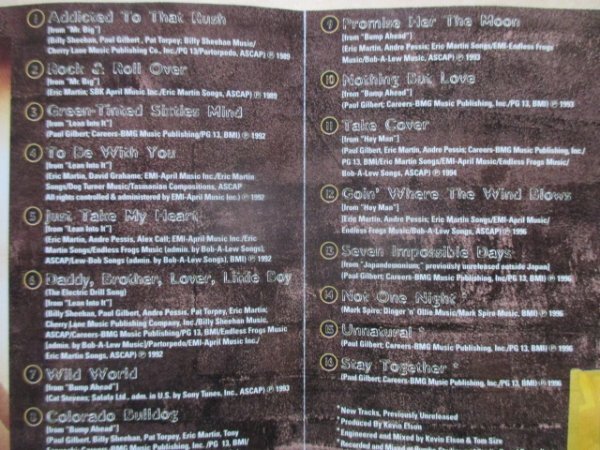 1 Addicted To That Rush
[from "Mr. Big"]
(Billy Sheehan, Paul Gilbert, Pat Torpey, Billy Sheehan Music/
Cherry Lane Music Publishing Co., Inc./PG 13/Partorpedo, ASCAP) ℗ 1989
2 Rock & Roll Over
[from "Mr. Big"]
(Eric Martin; SBK April Music Inc./Eric Martin Songs, ASCAP) ℗ 1989
3 Green-Tinted Sixties Mind
[from "Lean Into It"]
(Paul Gilbert; Careers-BMG Music Publishing/PG 13, BMI) ℗ 1992
4 To Be With You
[from "Lean Into It"]
(Eric Martin, David Grahame; EMI-April Music Inc./Eric Martin
Songs/Dog Turner Music/Tasmanian Compositions, ASCAP
All rights controlled & administered by EMI-April Music Inc.) ℗ 1992
5 Just Take My Heart
[from "Lean Into It"]
(Eric Martin, Andre Pessis, Alex Call; EMI-April Music Inc./Eric
Martin Songs/Endless Frogs Music (admin. by Bob-A-Lew Songs),
ASCAP/Lew-Bob Songs (admin. by Bob-A-Lew Songs), BMI) ℗ 1992
6 Daddy, Brother, Lover, Little Boy
(The Electric Drill Song)
[from "Lean Into It"]
(Billy Sheehan, Paul Gilbert, Andre Pessis, Pat Torpey, Eric Martin;
Cherry Lane Music Publishing Company, Inc./Billy Sheehan Music,
ASCAP/Careers-BMG Music Publishing/PG 13, BMI/Endless Frogs Music
[admin. by Bob-A-Lew Music]/Partorpedo/EMI-April Music Inc./
Eric Martin Songs, ASCAP) ℗ 1992
7 Wild World
[from "Bump Ahead"]
(Cat Stevens; Salafa Ltd., adm. in U.S. by Sony Tunes, Inc., ASCAP) ℗ 1993
8 Colorado Bulldog
[from "Bump Ahead"]
(Paul Gilbert, Billy Sheehan, Pat Torpey, Eric Martin, Tony
9 Promise Her The Moon
[from "Bump Ahead"]
(Eric Martin, Andre Pessis; Eric Martin Songs/EMI-Endless Frogs
Music/Bob-A-Lew Music, ASCAP) ℗ 1993
10 Nothing But Love
[from "Bump Ahead"]
(Paul Gilbert; Careers-BMG Music Publishing/PG 13, BMI) ℗ 1993
11 Take Cover
[from "Hey Man"]
(Paul Gilbert, Eric Martin, Andre Pessis; Careers-BMG Music Publishing, Inc./
PG 13, BMI/Eric Martin Songs/EMI-April Music/Endless Frogs Music/
Bob-A-Lew Music, ASCAP) ℗ 1994
12 Goin' Where The Wind Blows
[from "Hey Man"]
(Eric Martin, Andre Pessis; Eric Martin Songs/EMI-April Music/
Endless Frogs Music/Bob-A-Lew Music, ASCAP) ℗ 1996
13 Seven Impossible Days
[from "Japandemonium," previously unreleased outside Japan]
(Paul Gilbert; Careers-BMG Music Publishing, Inc./PG 13, BMI) ℗ 1996
14 Not One Night *
(Mark Spiro; Dinger 'n' Ollie Music/Mark Spiro Music, BMI) ℗ 1996
15 Unnatural *
(Paul Gilbert; Careers-BMG Music Publishing, Inc./PG 13, BMI) ℗ 1996
16 Stay Together *
(Paul Gilbert; Careers-BMG Music Publishing, Inc./PG 13, BMI) ℗ 1996
* New Tracks, Previously Unreleased
* Produced By Kevin Elson
* Engineered and Mixed by Kevin Elson & Tom Size
* Recorded and Mixed at